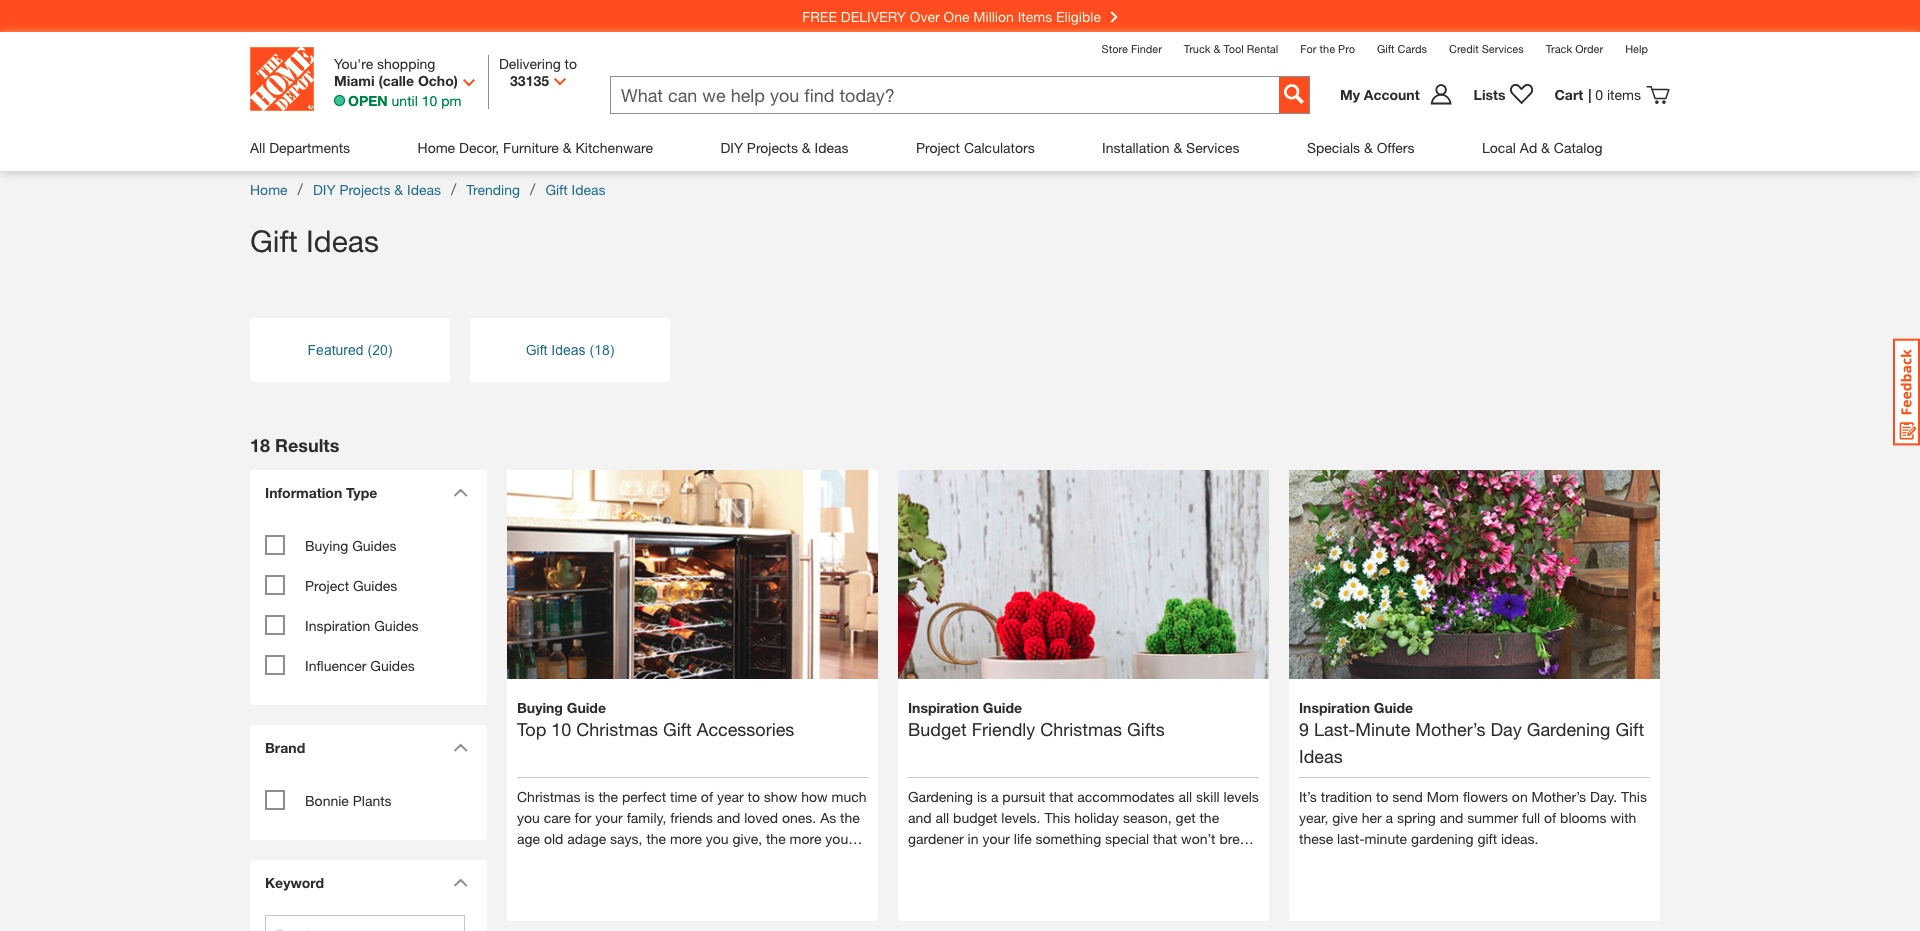 FREE DELIVERY Over One Million Items Eligible
THE HOME DEPOT
You're shopping
Miami (calle Ocho)
OPEN until 10 pm
Delivering to
33135
Store Finder
Truck & Tool Rental
For the Pro
Gift Cards
Credit Services
Track Order
Help
What can we help you find today?
My Account
Lists
Cart | 0 items
All Departments
Home Decor, Furniture & Kitchenware
DIY Projects & Ideas
Project Calculators
Installation & Services
Specials & Offers
Local Ad & Catalog
Home / DIY Projects & Ideas / Trending / Gift Ideas
Gift Ideas
Featured (20)
Gift Ideas (18)
Feedback
18 Results
Information Type
Buying Guides
Project Guides
Inspiration Guides
Influencer Guides
Brand
Bonnie Plants
Keyword
Buying Guide
Top 10 Christmas Gift Accessories
Christmas is the perfect time of year to show how much
you care for your family, friends and loved ones. As the
age old adage says, the more you give, the more you…
Inspiration Guide
Budget Friendly Christmas Gifts
Gardening is a pursuit that accommodates all skill levels
and all budget levels. This holiday season, get the
gardener in your life something special that won’t bre…
Inspiration Guide
9 Last-Minute Mother’s Day Gardening Gift
Ideas
It’s tradition to send Mom flowers on Mother’s Day. This
year, give her a spring and summer full of blooms with
these last-minute gardening gift ideas.